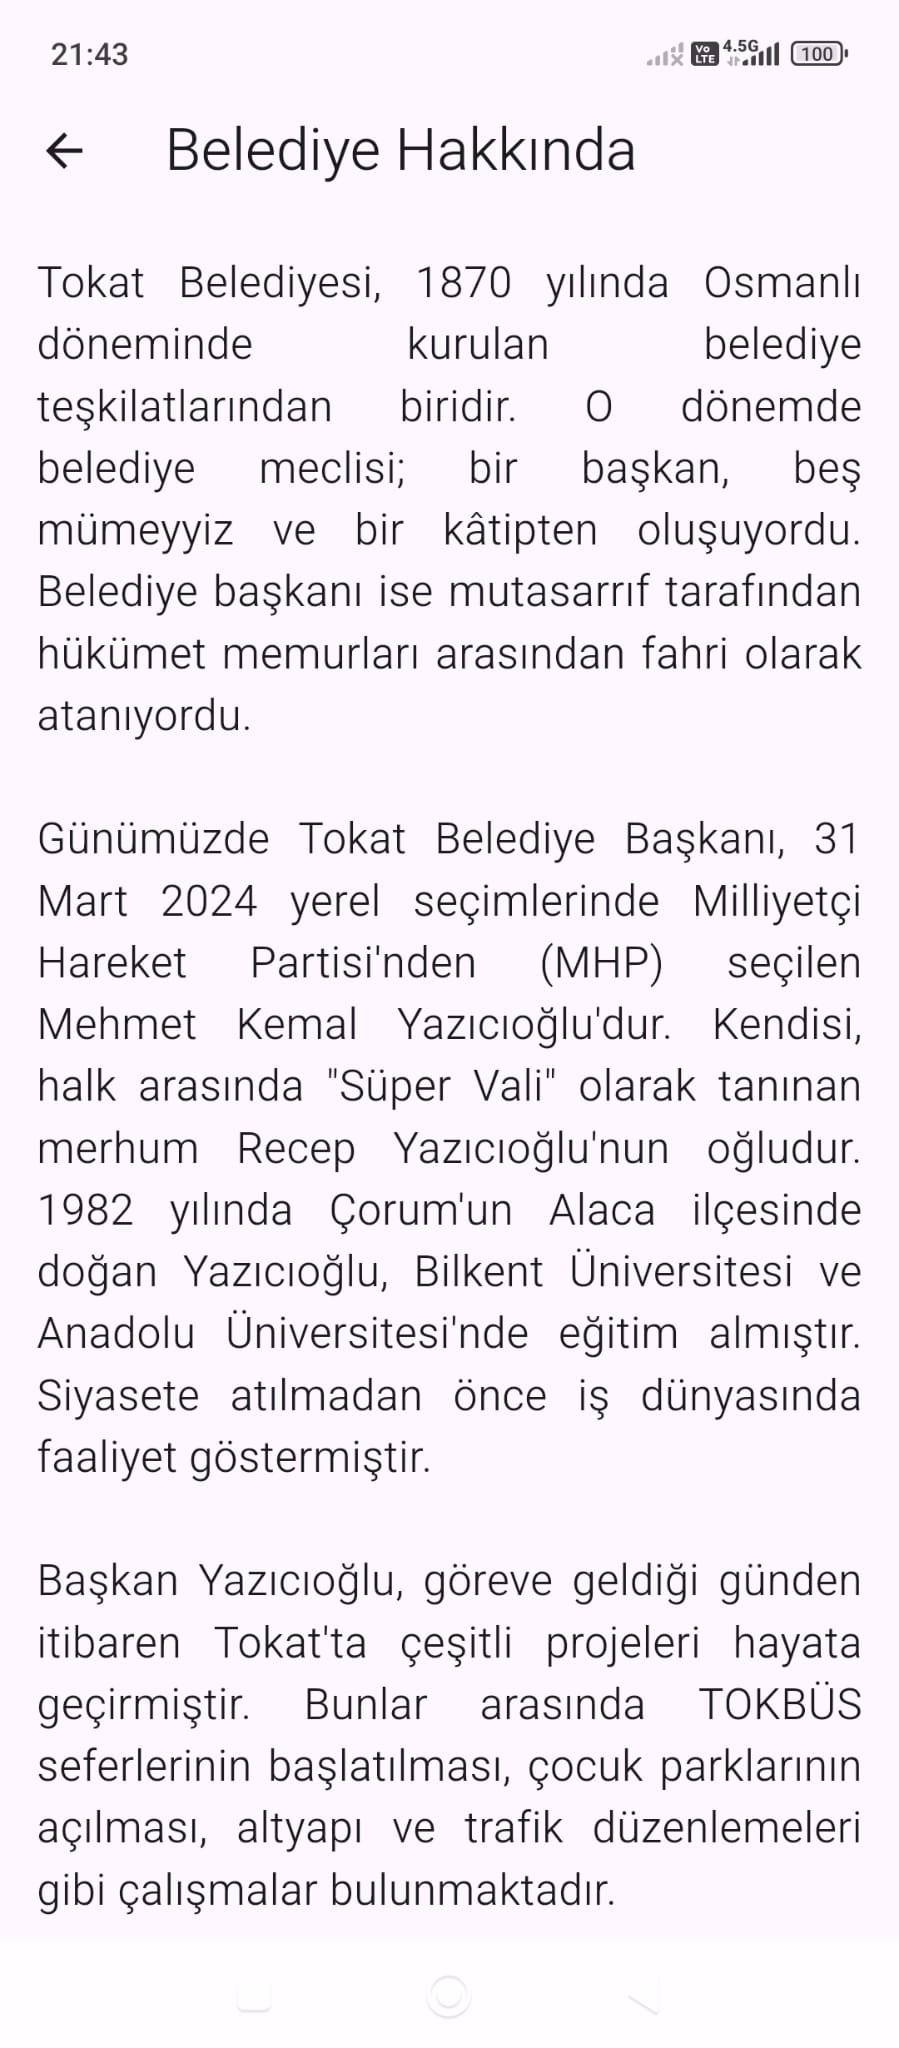 21:43
Vo LTE 4.5G 100
Belediye Hakkında
Tokat Belediyesi, 1870 yılında Osmanlı
döneminde kurulan belediye
teşkilatlarından biridir. O dönemde
belediye meclisi; bir başkan, beş
mümeyyiz ve bir kâtipten oluşuyordu.
Belediye başkanı ise mutasarrıf tarafından
hükümet memurları arasından fahri olarak
atanıyordu.
Günümüzde Tokat Belediye Başkanı, 31
Mart 2024 yerel seçimlerinde Milliyetçi
Hareket Partisi'nden (MHP) seçilen
Mehmet Kemal Yazıcıoğlu'dur. Kendisi,
halk arasında "Süper Vali" olarak tanınan
merhum Recep Yazıcıoğlu'nun oğludur.
1982 yılında Çorum'un Alaca ilçesinde
doğan Yazıcıoğlu, Bilkent Üniversitesi ve
Anadolu Üniversitesi'nde eğitim almıştır.
Siyasete atılmadan önce iş dünyasında
faaliyet göstermiştir.
Başkan Yazıcıoğlu, göreve geldiği günden
itibaren Tokat'ta çeşitli projeleri hayata
geçirmiştir. Bunlar arasında TOKBÜS
seferlerinin başlatılması, çocuk parklarının
açılması, altyapı ve trafik düzenlemeleri
gibi çalışmalar bulunmaktadır.